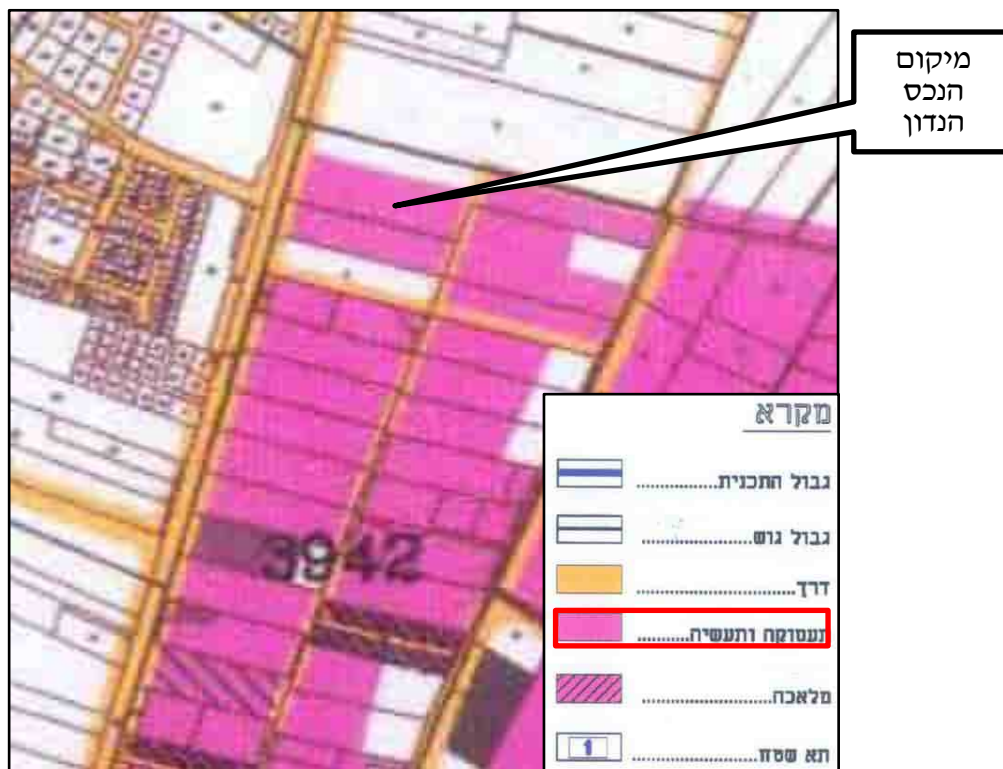 מיקום
הנכס
הנדון
3942
מקרא
גבול התכנית..............
גבול גוש.....................
דרך............................
תעסוקה ותעשיה..........
מלאכה.......................
1
תא שטח.....................